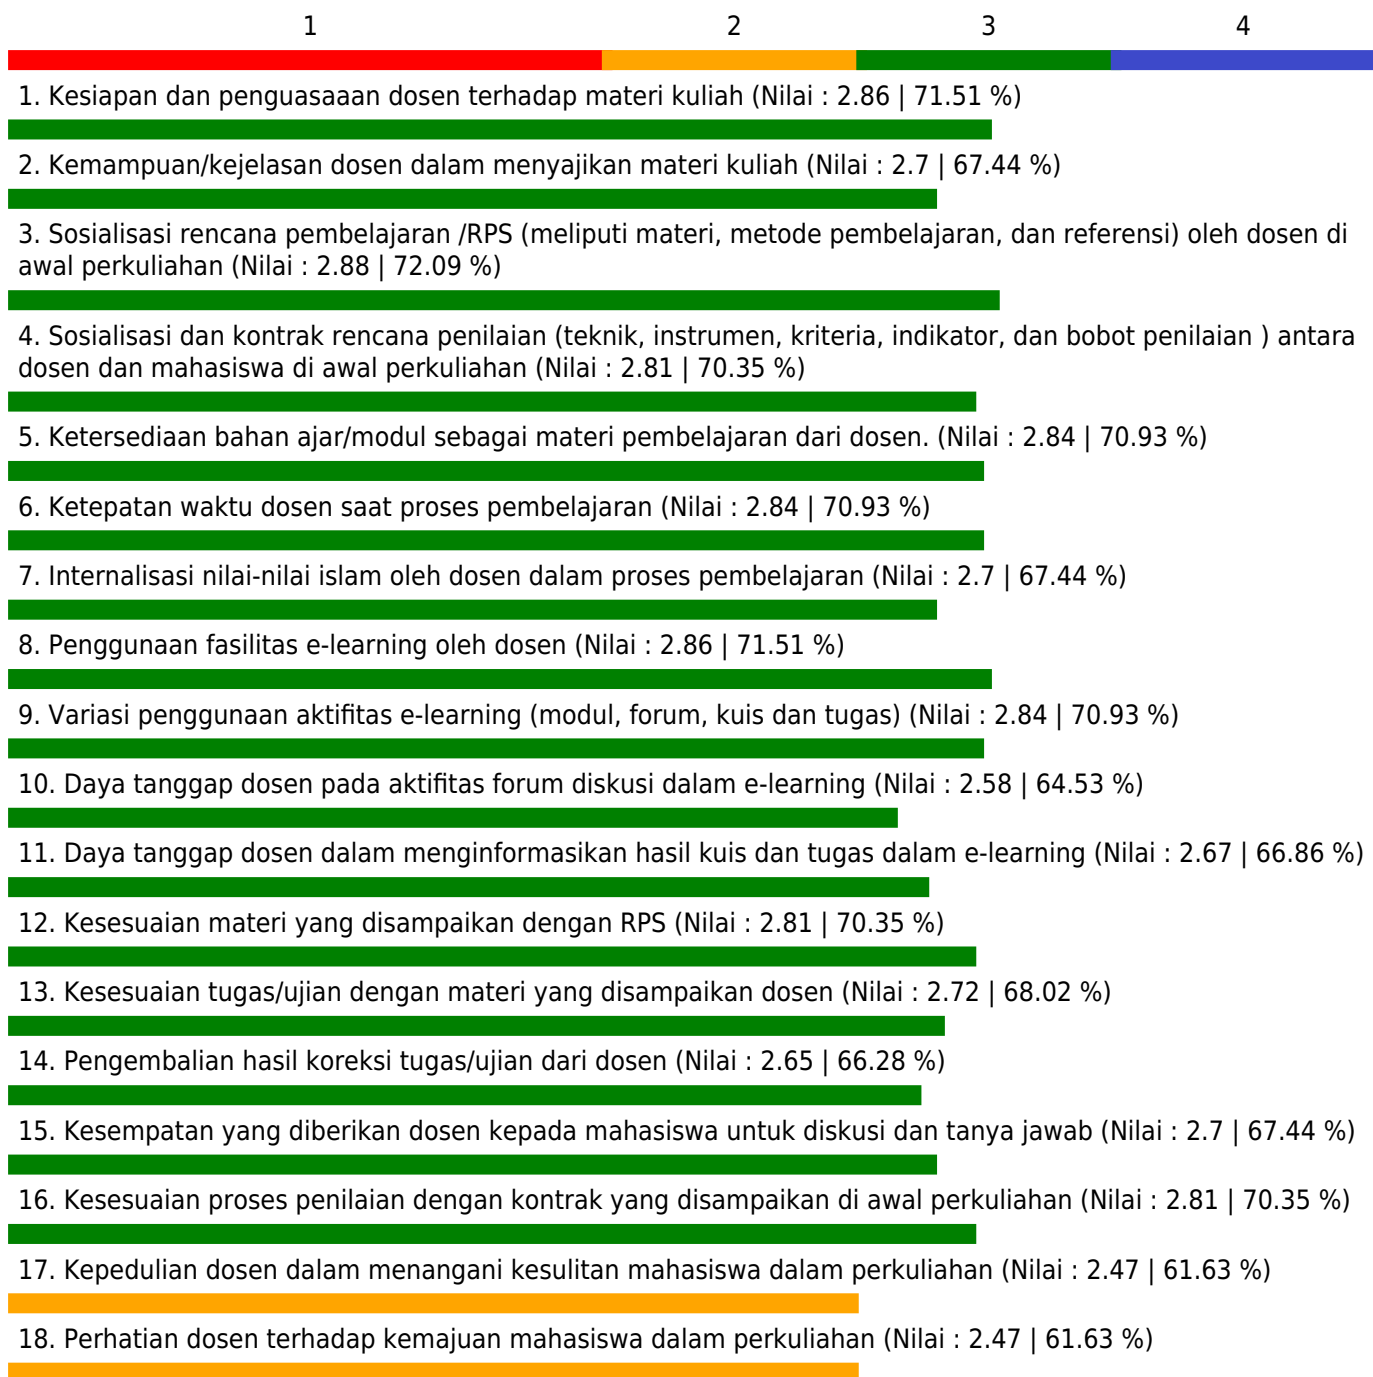 1 2 3 4
1. Kesiapan dan penguasaaan dosen terhadap materi kuliah (Nilai : 2.86 | 71.51 %)
2. Kemampuan/kejelasan dosen dalam menyajikan materi kuliah (Nilai : 2.7 | 67.44 %)
3. Sosialisasi rencana pembelajaran /RPS (meliputi materi, metode pembelajaran, dan referensi) oleh dosen di
awal perkuliahan (Nilai : 2.88 | 72.09 %)
4. Sosialisasi dan kontrak rencana penilaian (teknik, instrumen, kriteria, indikator, dan bobot penilaian ) antara
dosen dan mahasiswa di awal perkuliahan (Nilai : 2.81 | 70.35 %)
5. Ketersediaan bahan ajar/modul sebagai materi pembelajaran dari dosen. (Nilai : 2.84 | 70.93 %)
6. Ketepatan waktu dosen saat proses pembelajaran (Nilai : 2.84 | 70.93 %)
7. Internalisasi nilai-nilai islam oleh dosen dalam proses pembelajaran (Nilai : 2.7 | 67.44 %)
8. Penggunaan fasilitas e-learning oleh dosen (Nilai : 2.86 | 71.51 %)
9. Variasi penggunaan aktifitas e-learning (modul, forum, kuis dan tugas) (Nilai : 2.84 | 70.93 %)
10. Daya tanggap dosen pada aktifitas forum diskusi dalam e-learning (Nilai : 2.58 | 64.53 %)
11. Daya tanggap dosen dalam menginformasikan hasil kuis dan tugas dalam e-learning (Nilai : 2.67 | 66.86 %)
12. Kesesuaian materi yang disampaikan dengan RPS (Nilai : 2.81 | 70.35 %)
13. Kesesuaian tugas/ujian dengan materi yang disampaikan dosen (Nilai : 2.72 | 68.02 %)
14. Pengembalian hasil koreksi tugas/ujian dari dosen (Nilai : 2.65 | 66.28 %)
15. Kesempatan yang diberikan dosen kepada mahasiswa untuk diskusi dan tanya jawab (Nilai : 2.7 | 67.44 %)
16. Kesesuaian proses penilaian dengan kontrak yang disampaikan di awal perkuliahan (Nilai : 2.81 | 70.35 %)
17. Kepedulian dosen dalam menangani kesulitan mahasiswa dalam perkuliahan (Nilai : 2.47 | 61.63 %)
18. Perhatian dosen terhadap kemajuan mahasiswa dalam perkuliahan (Nilai : 2.47 | 61.63 %)